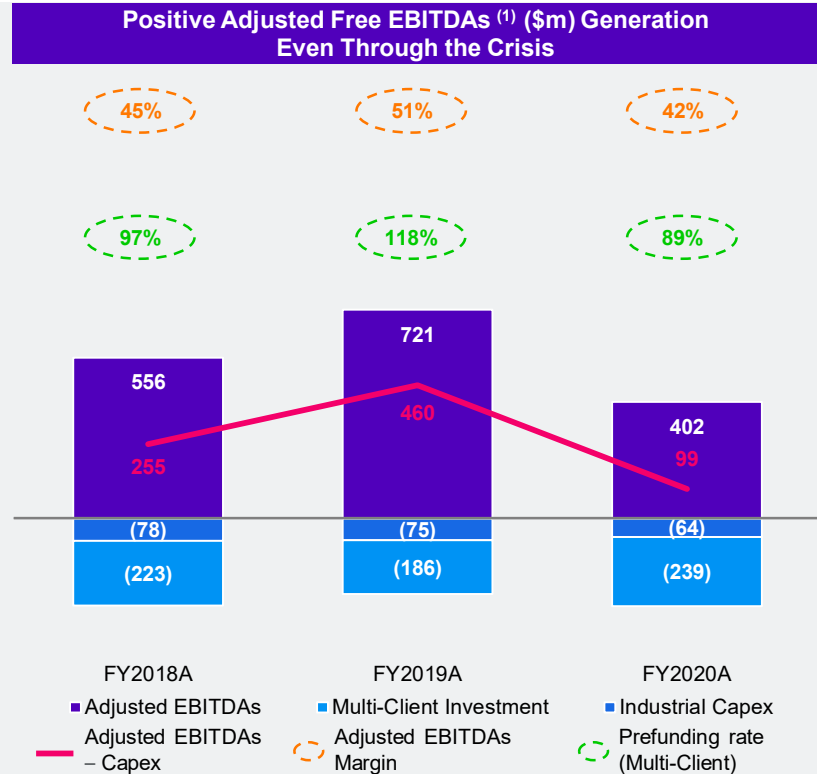 Positive Adjusted Free EBITDAs (1) ($m) Generation
Even Through the Crisis
45% 51% 42%
97% 118% 89%
556 721 402
255 460 99
(78) (75) (64)
(223) (186) (239)
FY2018A FY2019A FY2020A
Adjusted EBITDAs Multi-Client Investment Industrial Capex
Adjusted EBITDAs – Capex
Adjusted EBITDAs Margin
Prefunding rate (Multi-Client)